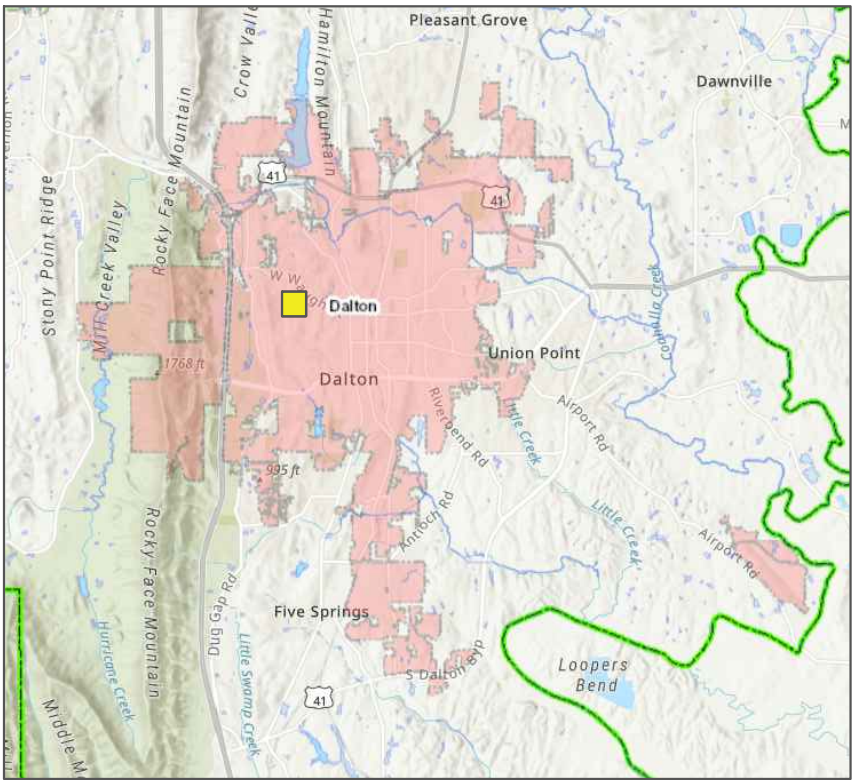 Pleasant Grove
Crow Valle
Hamilton Mountain
Dawnville
41
41
Rocky Face Mountain
Stony Point Ridge
Mill Creek Valley
Dalton
Coahulla Creek
Union Point
1768 ft
Dalton
Airport Rd
Riverbend Rd
Little Creek
995 ft
Antioch Rd
Little Creek
Airport Rd
Rocky Face Mountain
Dug Gap Rd
Five Springs
Hurricane Creek
Little Swamp Creek
S Dalton Byp
Loopers
Bend
41
Middle Mo